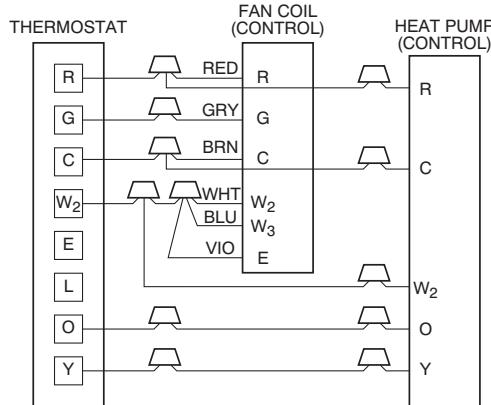 THERMOSTAT
FAN COIL
(CONTROL)
HEAT PUMP
(CONTROL)
R
G
C
W₂
E
L
O
Y
RED
GRY
BRN
WHT
BLU
VIO
R
G
C
W₂
W₃
E
R
C
W₂
O
Y